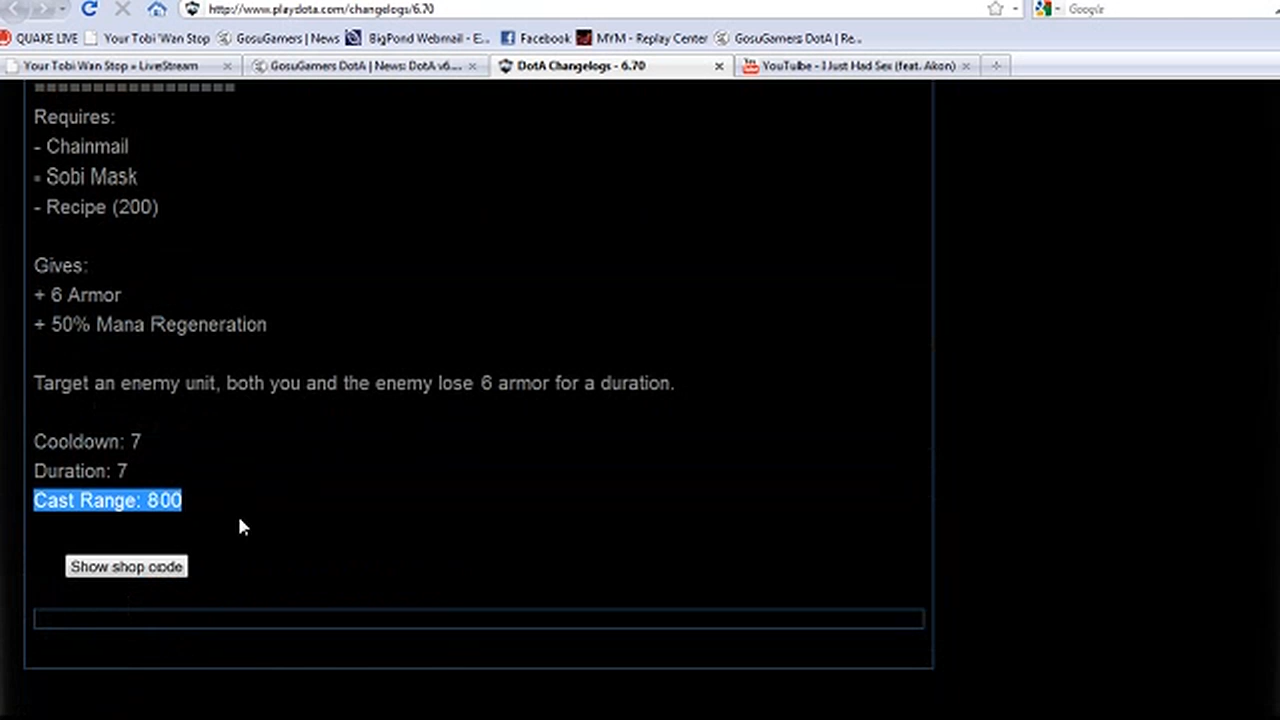 http://www.playdota.com/changelogs/6.70
Google
QUAKE LIVE
Your Tobi Wan Stop
GosuGamers | News
BigPond Webmail - E...
Facebook
MYM - Replay Center
GosuGamers DotA | Re...
Your Tobi Wan Stop » LiveStream
GosuGamers DotA | News: DotA v6....
DotA Changelogs - 6.70
YouTube - I Just Had Sex (feat. Akon)
================
Requires:
- Chainmail
- Sobi Mask
- Recipe (200)
Gives:
+ 6 Armor
+ 50% Mana Regeneration
Target an enemy unit, both you and the enemy lose 6 armor for a duration.
Cooldown: 7
Duration: 7
Cast Range: 800
Show shop code